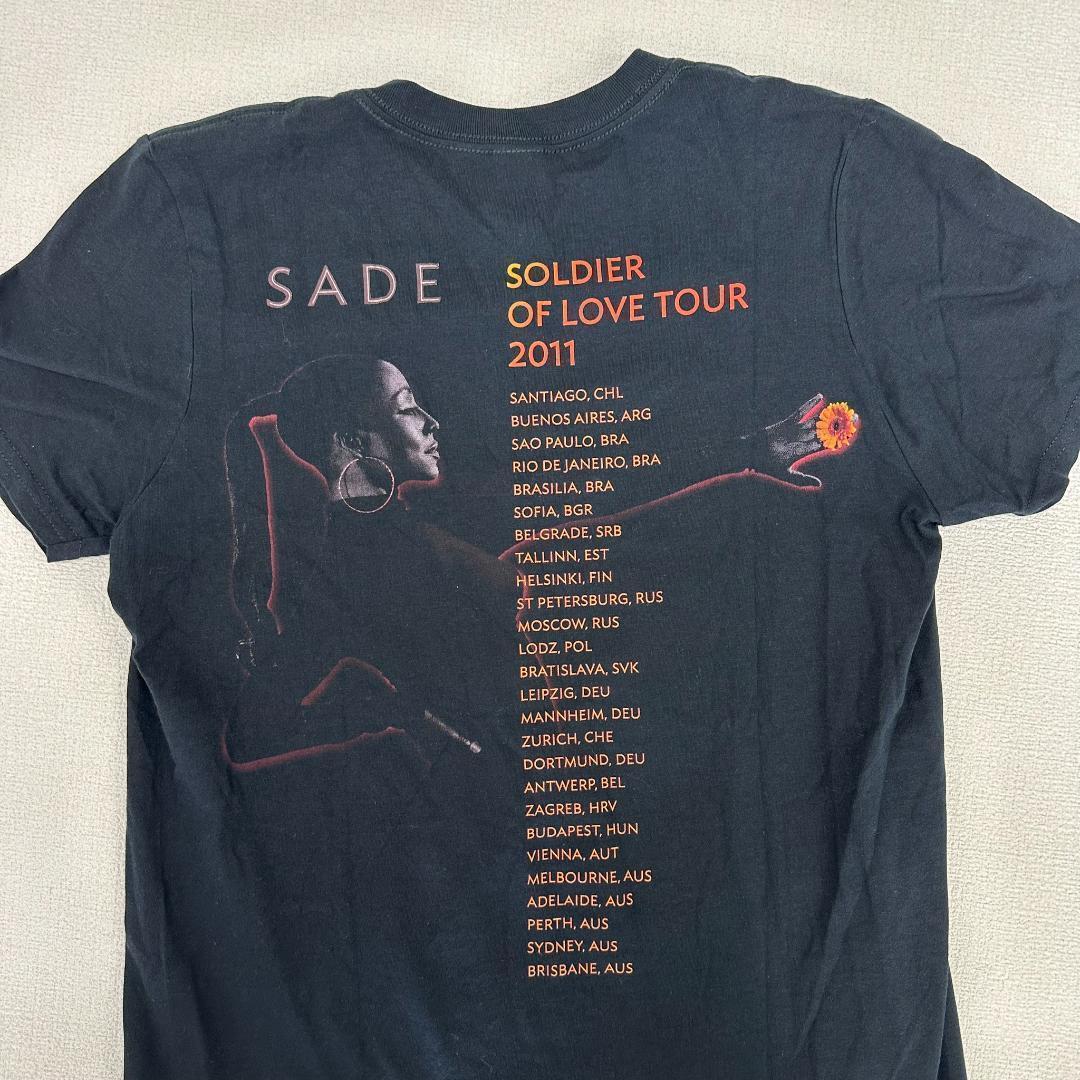 SADE
SOLDIER
OF LOVE TOUR
2011
SANTIAGO, CHL
BUENOS AIRES, ARG
SAO PAULO, BRA
RIO DE JANEIRO, BRA
BRASILIA, BRA
SOFIA, BGR
BELGRADE, SRB
TALLINN, EST
HELSINKI, FIN
ST PETERSBURG, RUS
MOSCOW, RUS
LODZ, POL
BRATISLAVA, SVK
LEIPZIG, DEU
MANNHEIM, DEU
ZURICH, CHE
DORTMUND, DEU
ANTWERP, BEL
ZAGREB, HRV
BUDAPEST, HUN
VIENNA, AUT
MELBOURNE, AUS
ADELAIDE, AUS
PERTH, AUS
SYDNEY, AUS
BRISBANE, AUS